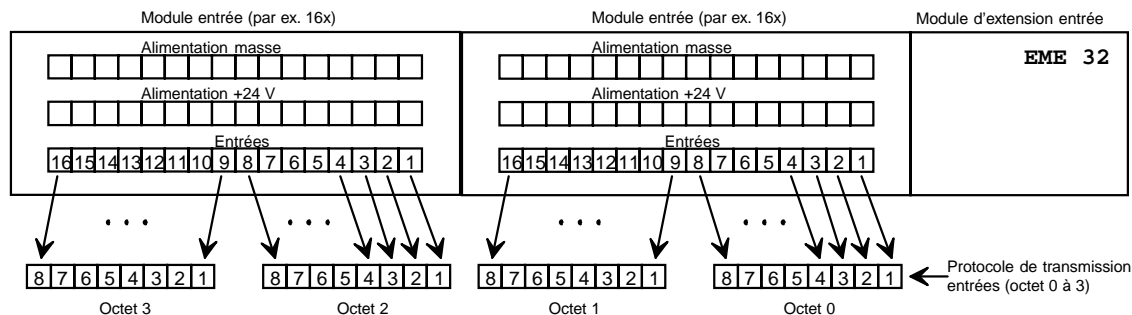 Module entrée (par ex. 16x) Module entrée (par ex. 16x) Module d'extension entrée
Alimentation masse Alimentation masse EME 32
Alimentation +24 V Alimentation +24 V
Entrées Entrées
16 15 14 13 12 11 10 9 8 7 6 5 4 3 2 1 16 15 14 13 12 11 10 9 8 7 6 5 4 3 2 1
8 7 6 5 4 3 2 1 8 7 6 5 4 3 2 1 8 7 6 5 4 3 2 1 8 7 6 5 4 3 2 1 Protocole de transmission
entrées (octet 0 à 3)
Octet 3 Octet 2 Octet 1 Octet 0